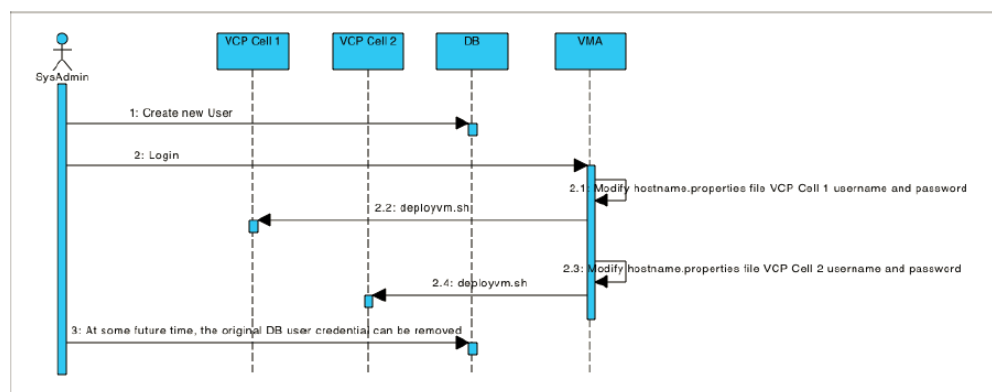 VCP Cell 1
VCP Cell 2
DB
VMA
SysAdmin
1: Create new User
2: Login
2.1: Modify hostname.properties file VCP Cell 1 username and password
2.2: deployvm.sh
2.3: Modify hostname.properties file VCP Cell 2 username and password
2.4: deployvm.sh
3: At some future time, the original DB user credential can be removed